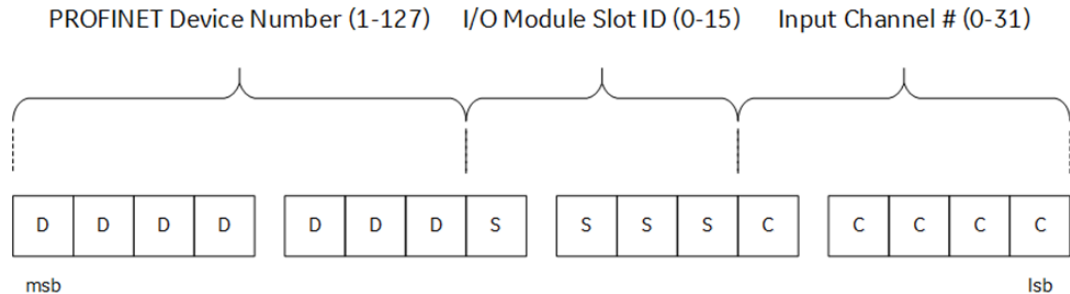 PROFINET Device Number (1-127) I/O Module Slot ID (0-15) Input Channel # (0-31)
D D D D D D D S S S S C C C C C
msb lsb